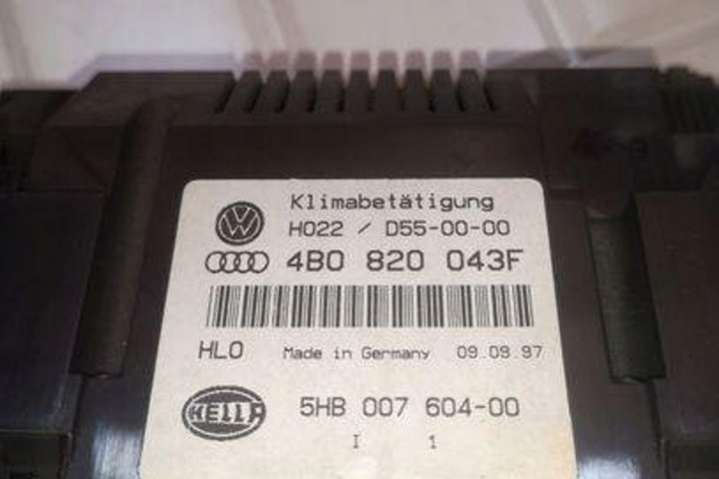 Klimabetätigung
H022 / D55-00-00
4B0 820 043F
HLO Made in Germany 09.09.97
HELLA 5HB 007 604-00
I 1